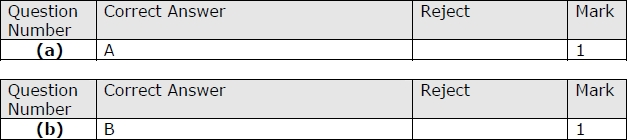 Question Number Correct Answer Reject Mark
(a) A 1
Question Number Correct Answer Reject Mark
(b) B 1